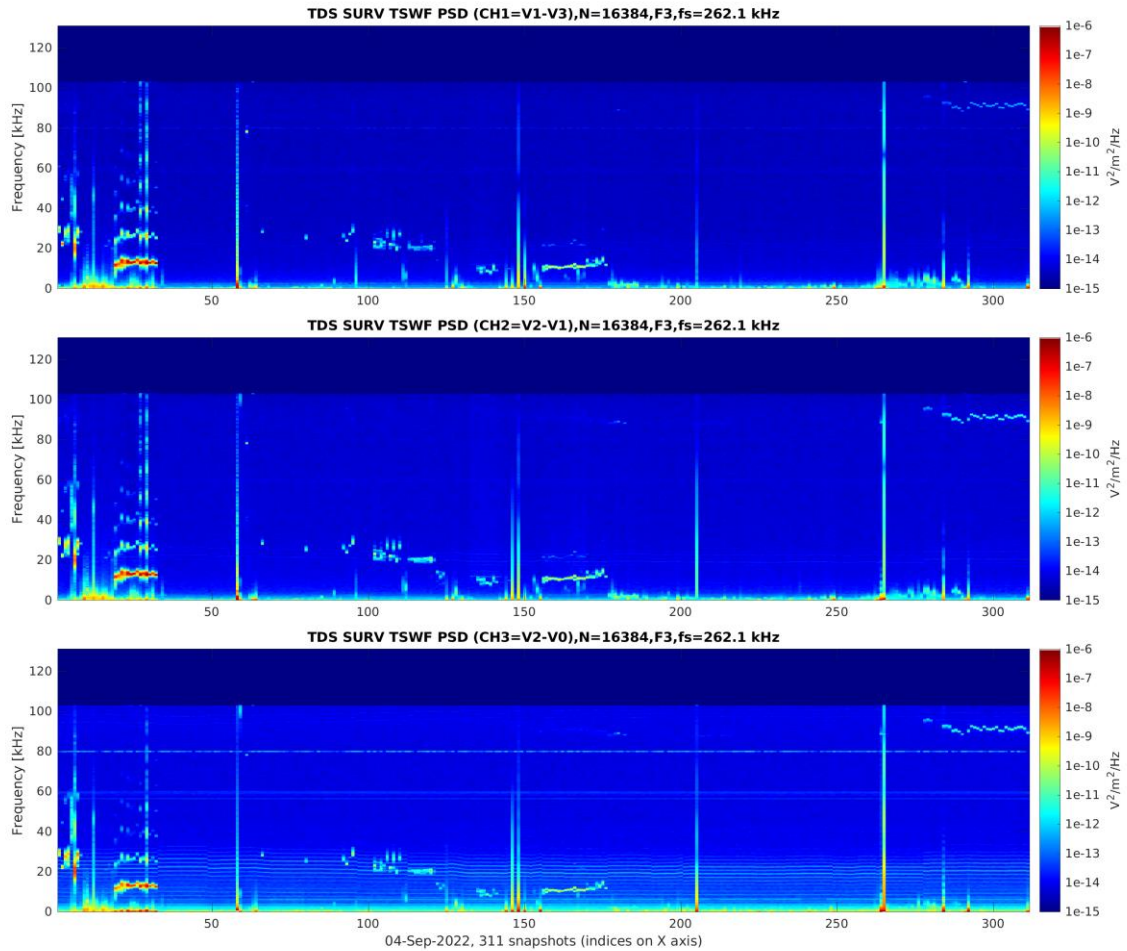 TDS SURV TSWF PSD (CH1=V1-V3),N=16384,F3,fs=262.1 kHz
120
100
80
60
40
20
0
Frequency [kHz]
50 100 150 200 250 300
1e-6
1e-7
1e-8
1e-9
1e-10
1e-11
1e-12
1e-13
1e-14
1e-15
V²/m²/Hz
TDS SURV TSWF PSD (CH2=V2-V1),N=16384,F3,fs=262.1 kHz
120
100
80
60
40
20
0
Frequency [kHz]
50 100 150 200 250 300
1e-6
1e-7
1e-8
1e-9
1e-10
1e-11
1e-12
1e-13
1e-14
1e-15
V²/m²/Hz
TDS SURV TSWF PSD (CH3=V2-V0),N=16384,F3,fs=262.1 kHz
120
100
80
60
40
20
0
Frequency [kHz]
50 100 150 200 250 300
1e-6
1e-7
1e-8
1e-9
1e-10
1e-11
1e-12
1e-13
1e-14
1e-15
V²/m²/Hz
04-Sep-2022, 311 snapshots (indices on X axis)